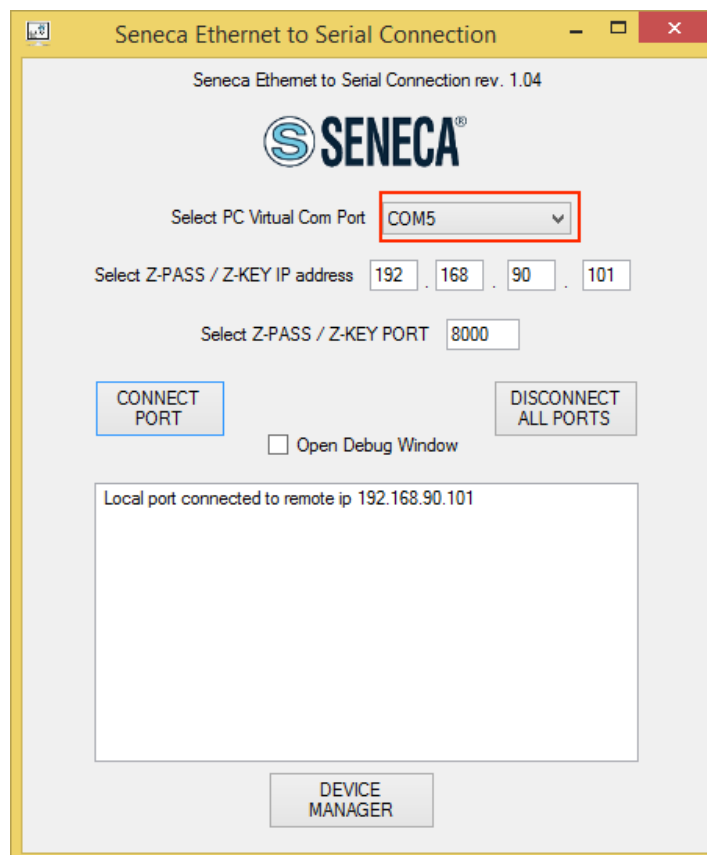 Seneca Ethernet to Serial Connection
Seneca Ethernet to Serial Connection rev. 1.04
S SENECA®
Select PC Virtual Com Port COM5
Select Z-PASS / Z-KEY IP address 192 . 168 . 90 . 101
Select Z-PASS / Z-KEY PORT 8000
CONNECT
PORT
DISCONNECT
ALL PORTS
Open Debug Window
Local port connected to remote ip 192.168.90.101
DEVICE
MANAGER